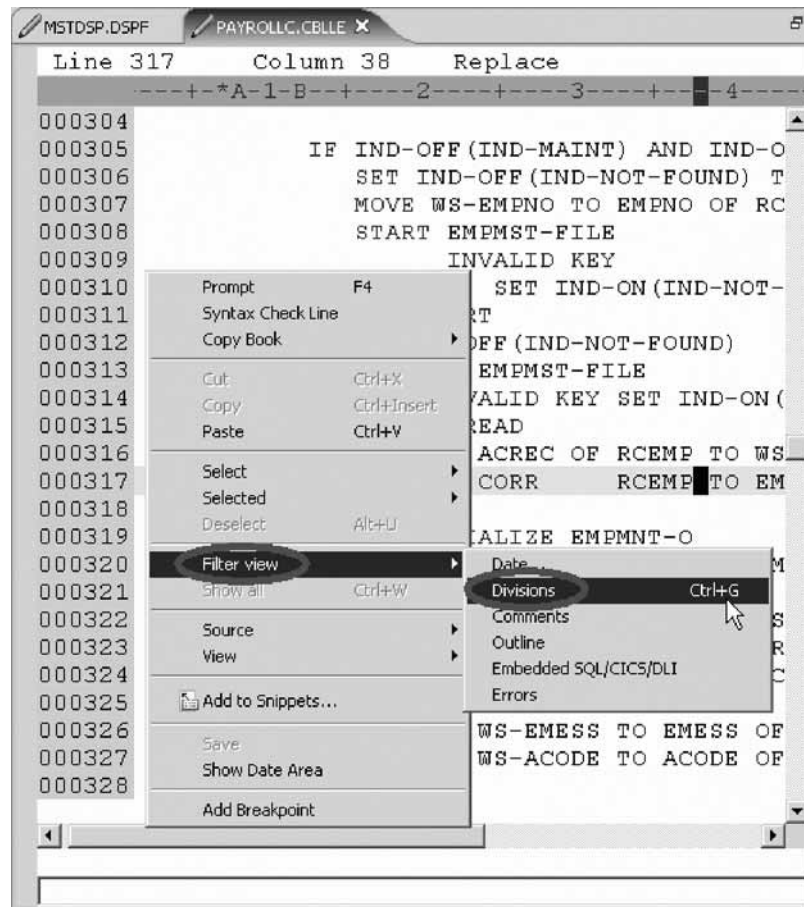 MSTDSP.DSPF PAYROLLC.CBLLE
Line 317 Column 38 Replace
----+-*A-1-B--+----2----+----3----+----4----
000304
000305 IF IND-OFF(IND-MAINT) AND IND-O
000306 SET IND-OFF(IND-NOT-FOUND) T
000307 MOVE WS-EMPNO TO EMPNO OF RC
000308 START EMPMST-FILE
000309 INVALID KEY
000310 SET IND-ON(IND-NOT-
000311 RT
000312 OFF(IND-NOT-FOUND)
000313 EMPMST-FILE
000314 VALID KEY SET IND-ON(
000315 READ
000316 ACREC OF RCEMP TO WS
000317 CORR RCEMP TO EM
000318
000319 IALIZE EMPMNT-O
000320 M
000321
000322 S
000323 R
000324 C
000325
000326 WS-EMESS TO EMESS OF
000327 WS-ACODE TO ACODE OF
000328
Prompt F4
Syntax Check Line
Copy Book
Cut Ctrl+X
Copy Ctrl+Insert
Paste Ctrl+V
Select
Selected
Deselect Alt+U
Filter view
Show all Ctrl+W
Source
View
Add to Snippets...
Save
Show Date Area
Add Breakpoint
Date...
Divisions Ctrl+G
Comments
Outline
Embedded SQL/CICS/DLI
Errors